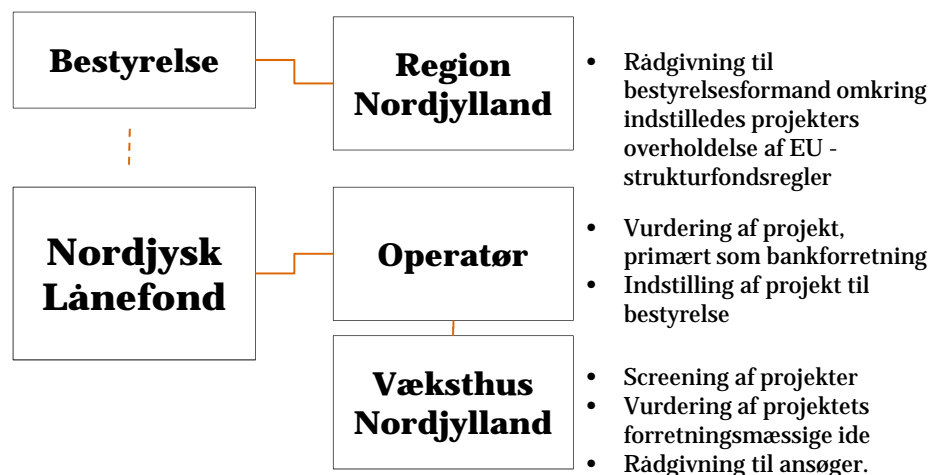 Bestyrelse
Region
Nordjylland
• Rådgivning til
bestyrelsesformand omkring
indstilledes projekters
overholdelse af EU -
strukturfondsregler
Nordjysk
Lånefond
Operatør
• Vurdering af projekt,
primært som bankforretning
• Indstilling af projekt til
bestyrelse
Væksthus
Nordjylland
• Screening af projekter
• Vurdering af projektets
forretningsmæssige ide
• Rådgivning til ansøger.